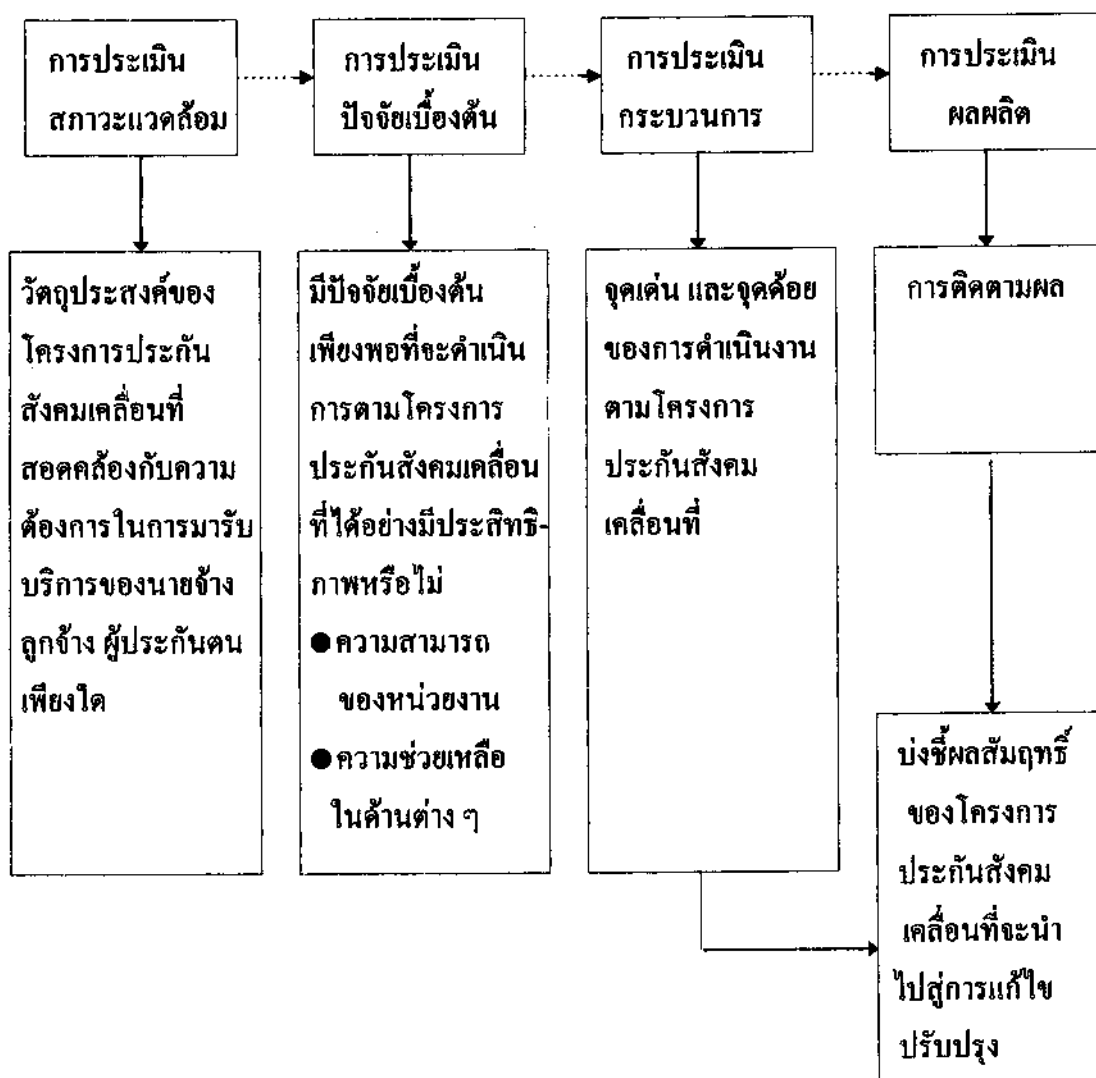 การประเมิน
สภาวะแวดล้อม
การประเมิน
ปัจจัยเบื้องต้น
การประเมิน
กระบวนการ
การประเมิน
ผลผลิต
วัตถุประสงค์ของ
โครงการประกัน
สังคมเคลื่อนที่
สอดคล้องกับความ
ต้องการในการมารับ
บริการของนายจ้าง
ลูกจ้าง ผู้ประกันตน
เพียงใด
มีปัจจัยเบื้องต้น
เพียงพอที่จะดำเนิน
การตามโครงการ
ประกันสังคมเคลื่อน
ที่ได้อย่างมีประสิทธิ-
ภาพหรือไม่
●ความสามารถ
ของหน่วยงาน
●ความช่วยเหลือ
ในด้านต่าง ๆ
จุดเด่น และจุดด้อย
ของการดำเนินงาน
ตามโครงการ
ประกันสังคม
เคลื่อนที่
การติดตามผล
บ่งชี้ผลสัมฤทธิ์
ของโครงการ
ประกันสังคม
เคลื่อนที่จะนำ
ไปสู่การแก้ไข
ปรับปรุง